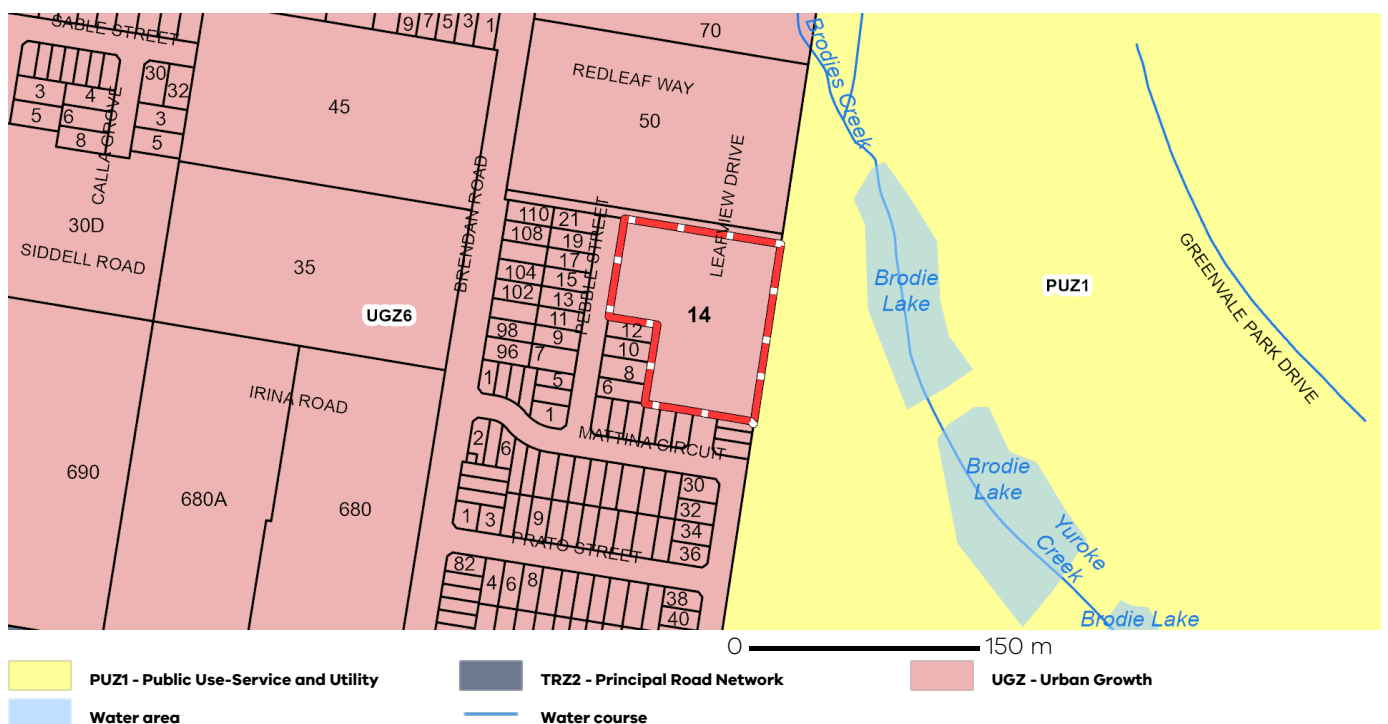 SABLE STREET
9 7 5 3 1
70
Brodies Creek
30
32
3 4
5 6
8
3
5
CALLA GROVE
45
REDLEAF WAY
50
LEAFVIEW DRIVE
BRENDAN ROAD
PEBBLE STREET
30D
SIDDELL ROAD
35
UGZ6
110 21
108 19
17
104 15
102 13
11
98 9
96 7
1 5
1
14
12
10
8
6
Brodie
Lake
PUZ1
GREENVALE PARK DRIVE
IRINA ROAD
MATTINA CIRCUIT
690
680A
680
2 6
1 3 9
30
32
34
36
PRATO STREET
82
4 6 8
38
40
Brodie
Lake
Yuroke
Creek
Brodie Lake
0 150 m
PUZ1 - Public Use-Service and Utility
TRZ2 - Principal Road Network
UGZ - Urban Growth
Water area
Water course